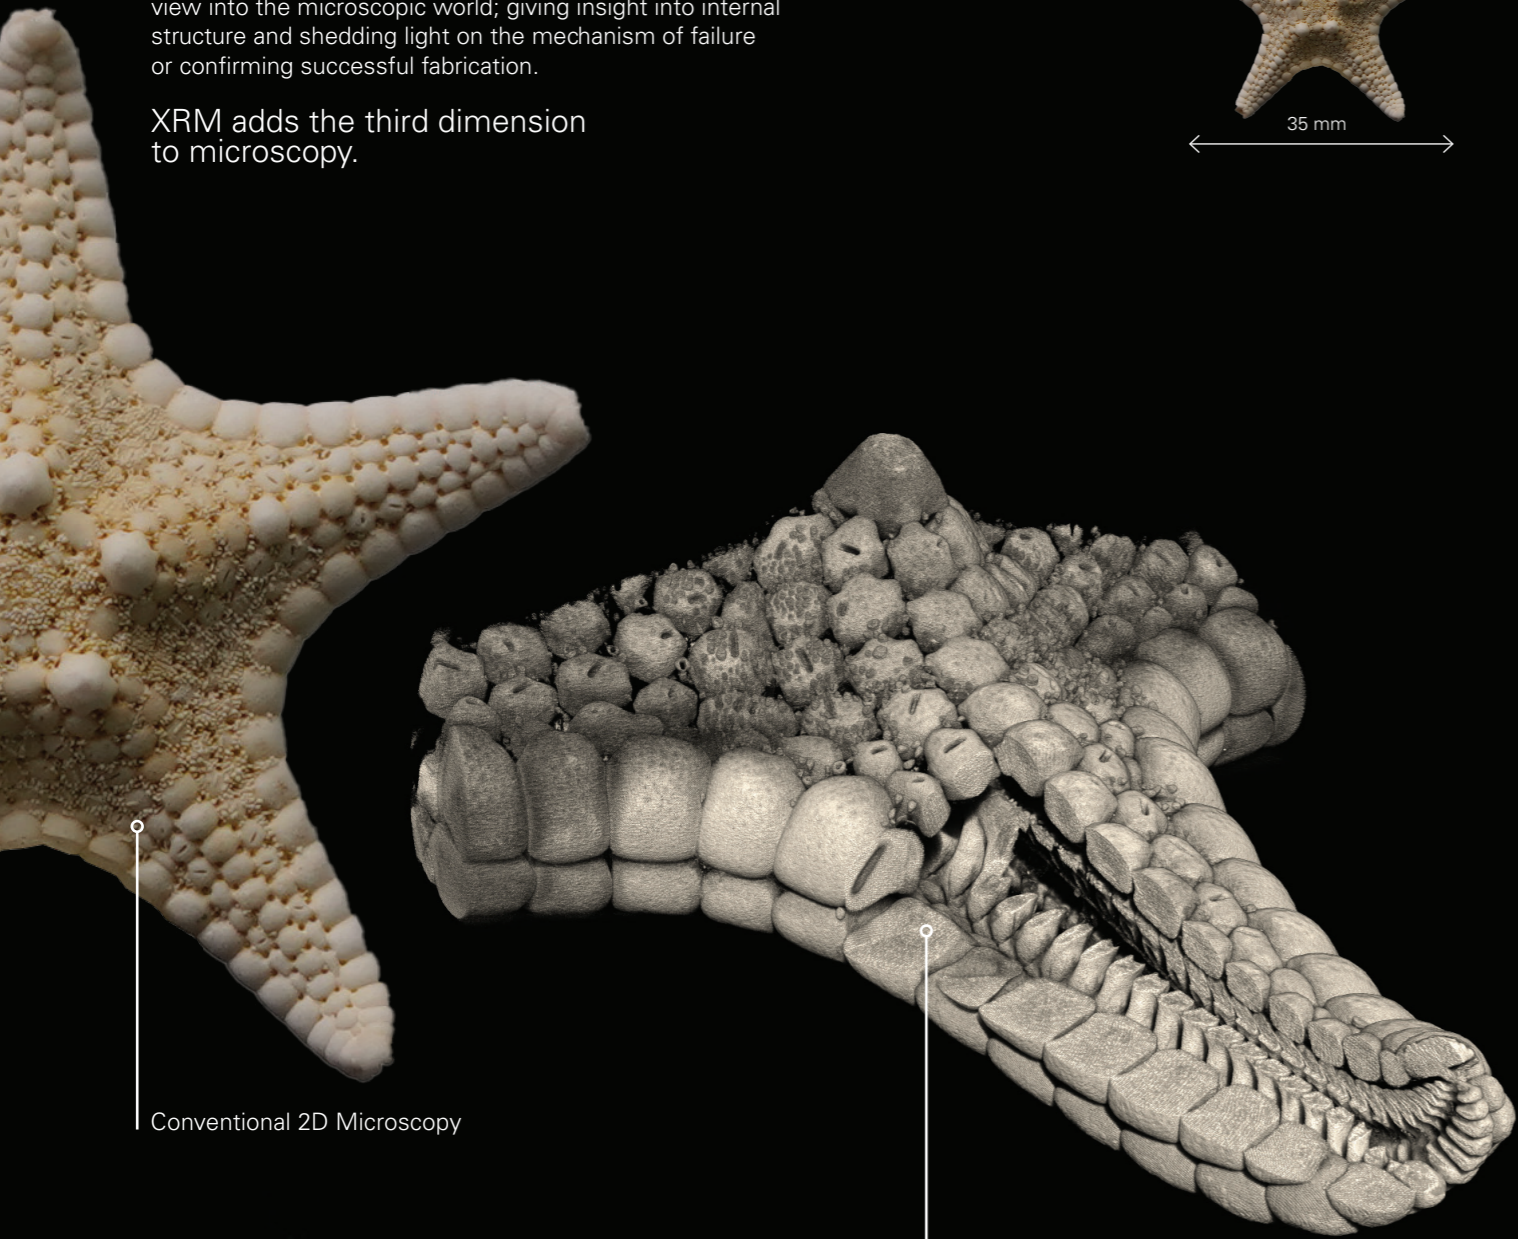 view into the microscopic world; giving insight into internal
structure and shedding light on the mechanism of failure
or confirming successful fabrication.
XRM adds the third dimension
to microscopy.
35 mm
Conventional 2D Microscopy